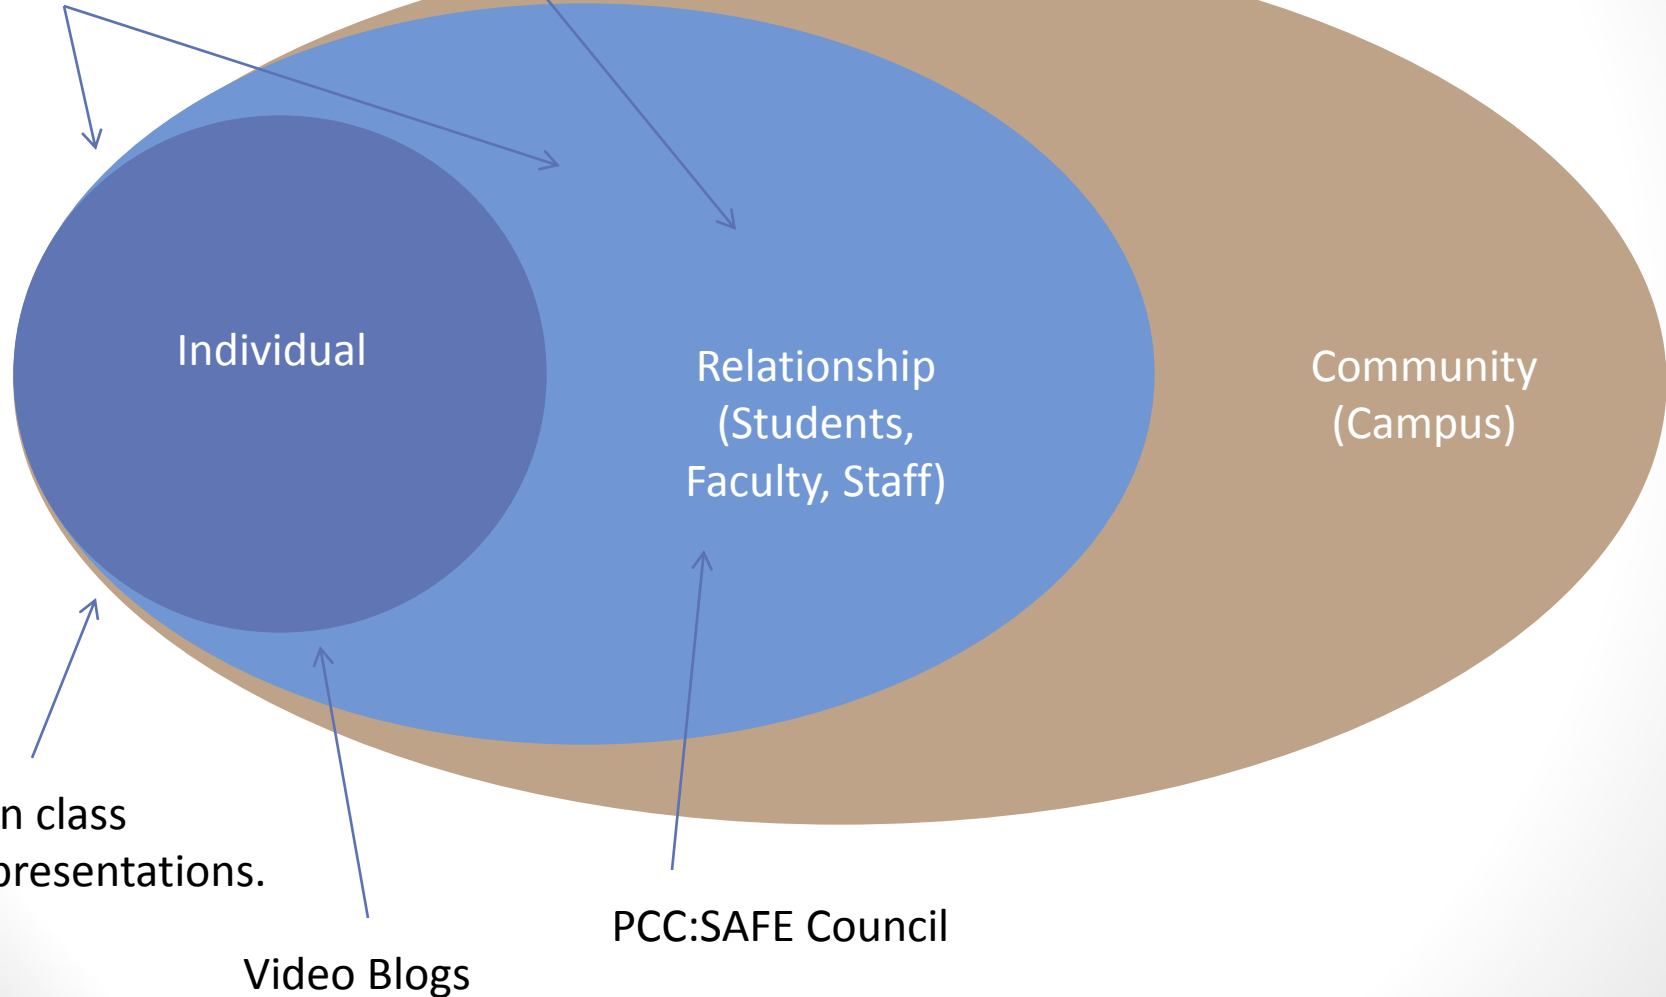 Individual
Relationship
(Students,
Faculty, Staff)
Community
(Campus)
n class
presentations.
Video Blogs
PCC:SAFE Council